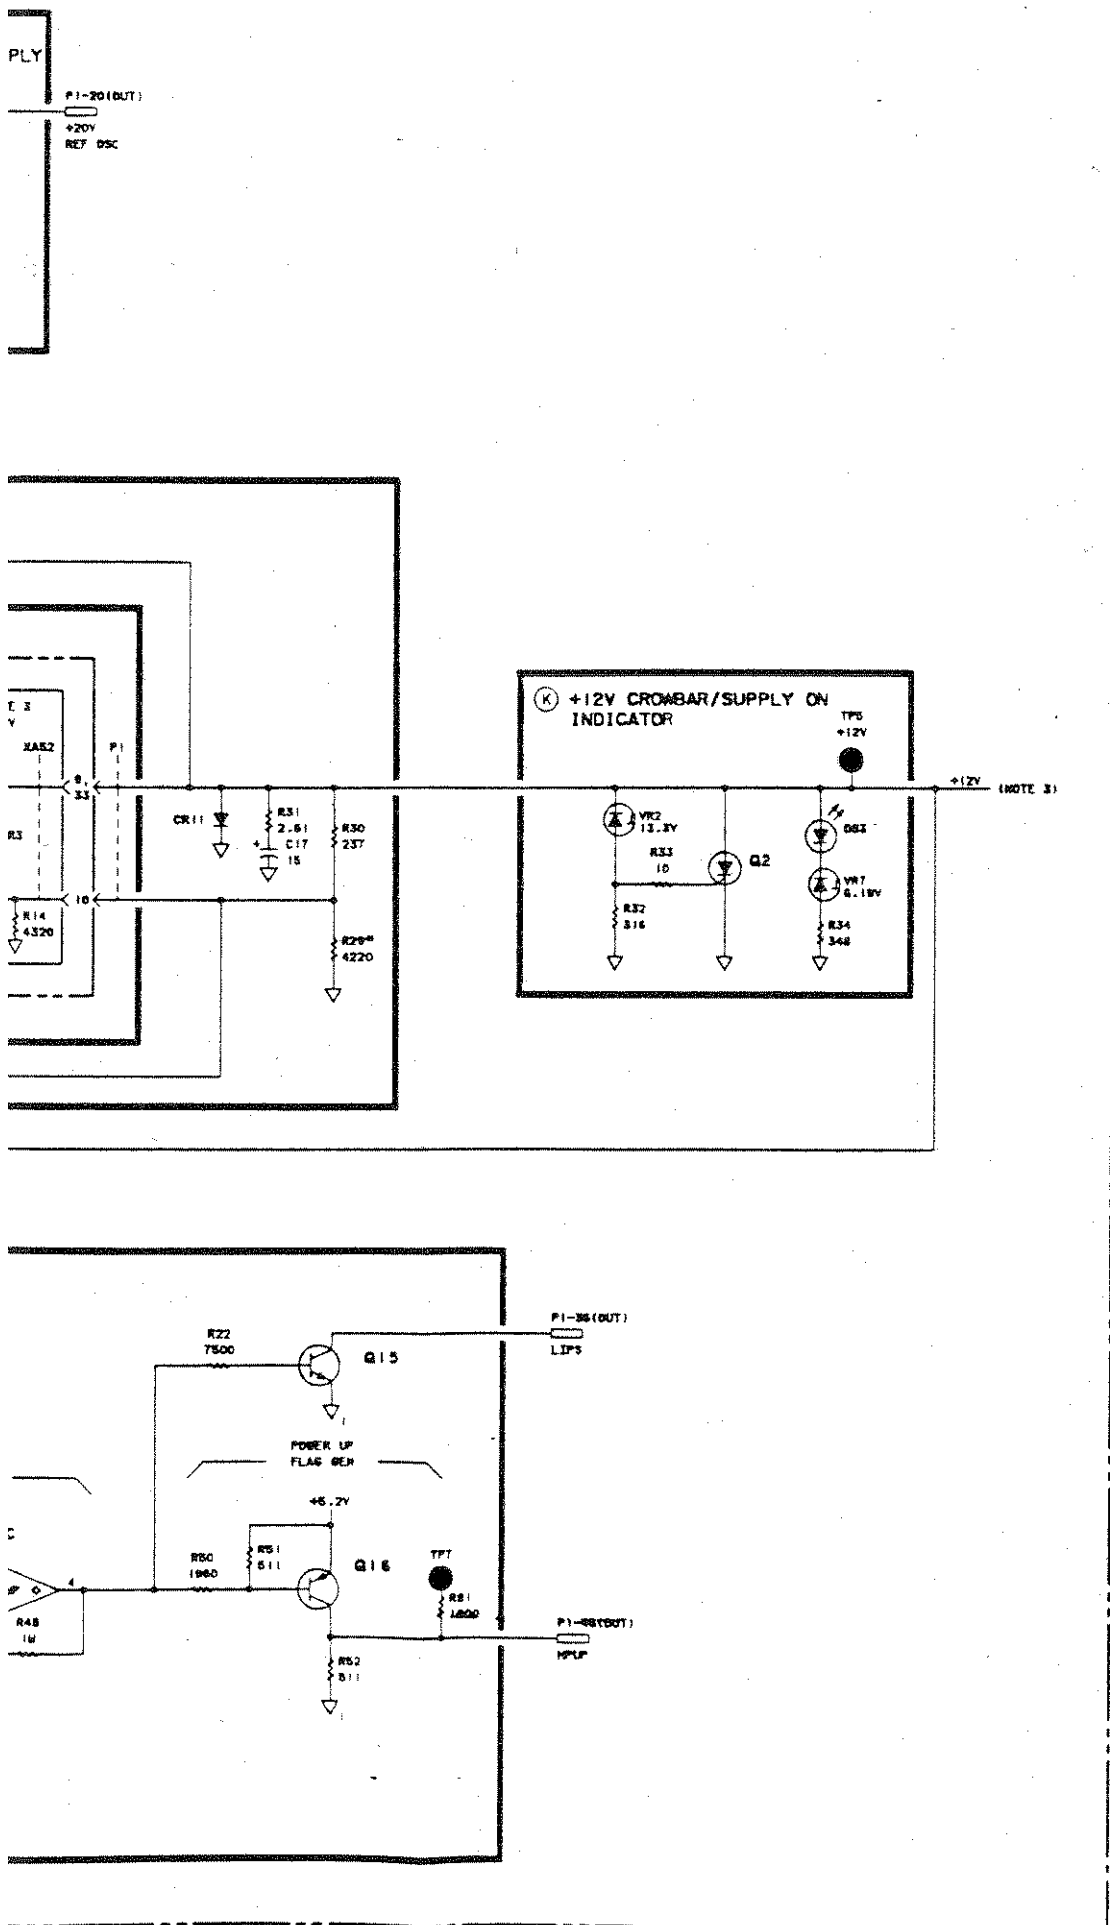 PLY
P1-20(OUT)
+20V
REF OSC
E 3
V
XA52
P1
8,
33
R3
10
R14
4320
CR11
R31
2.61
+ C17
15
R30
237
R29*
4220
K +12V CROWBAR/SUPPLY ON
INDICATOR
TP5
+12V
VR2
13.3V
R33
10
Q2
R32
316
DS3
VR7
6.19V
R34
348
+12V (NOTE 3)
P1-36(OUT)
LIPS
R22
7500
Q15
1
POWER UP
FLAG GEN
C
+5.2V
R50
1960
R51
511
Q16
TP7
4
R48
1M
R52
511
1
HPUP